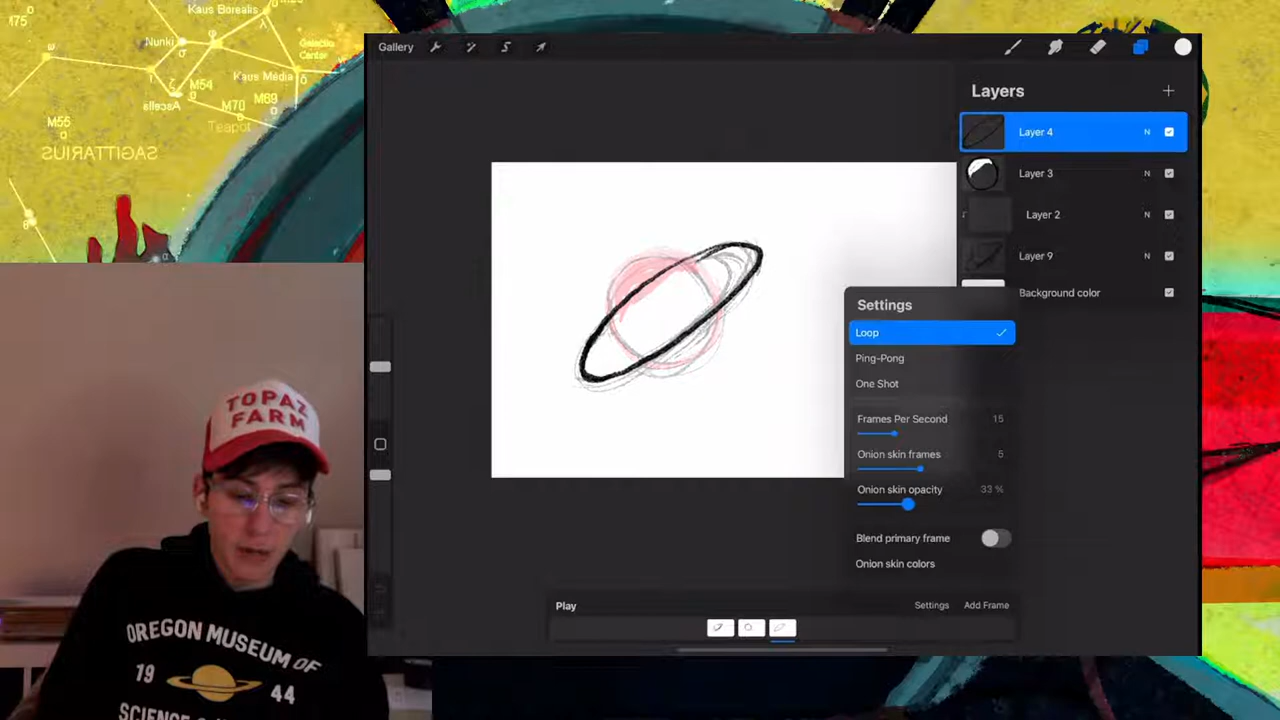 Kaus Borealis
175
Nunki
Galactic
Center
Kaus Media
M54
Ascella
M70
M69
M55
Teapot
SAGITTARIUS
Gallery
Layers
Layer 4
N
Layer 3
N
Layer 2
N
Layer 9
N
Background color
Settings
Loop
Ping-Pong
One Shot
Frames Per Second
15
Onion skin frames
5
Onion skin opacity
33 %
Blend primary frame
Onion skin colors
Play
Settings
Add Frame
TOPAZ
FARM
OREGON MUSEUM OF
19
44